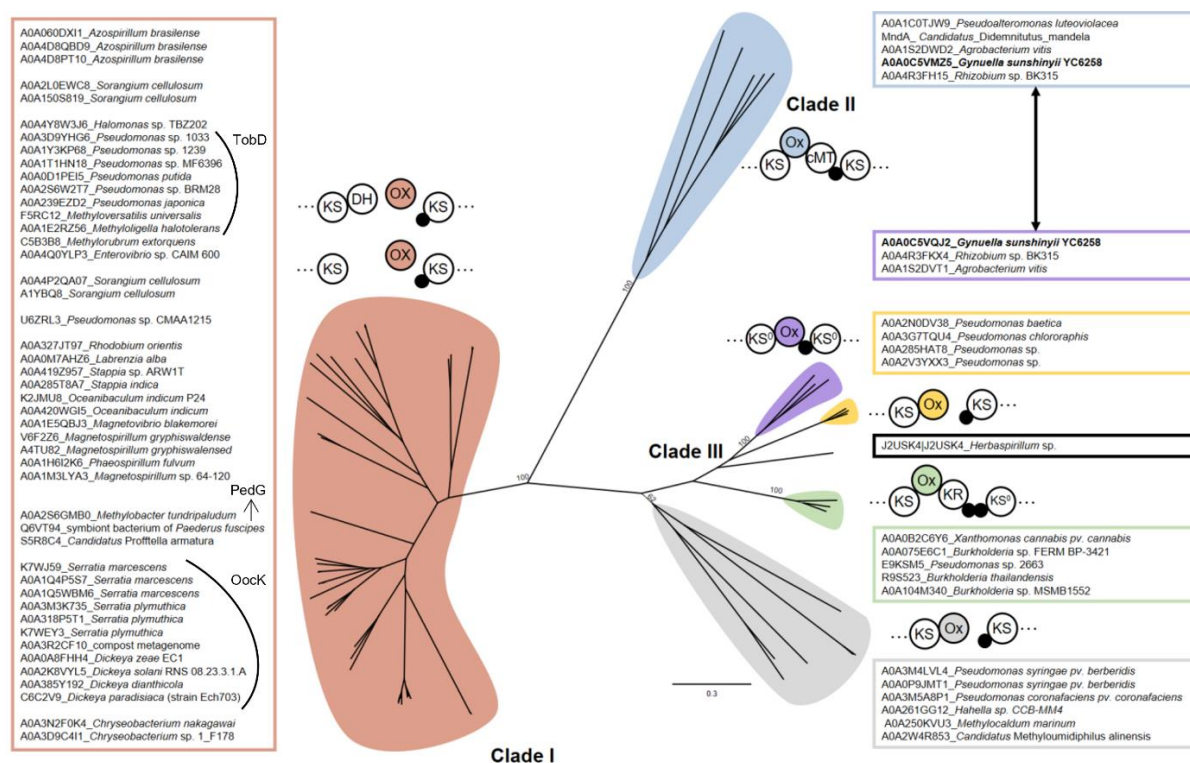 A0A060DXI1_Azospirillum brasilense
A0A4D8QBD9_Azospirillum brasilense
A0A4D8PT10_Azospirillum brasilense
A0A2L0EWC8_Sorangium cellulosum
A0A150S819_Sorangium cellulosum
A0A4Y8W3J6_Halomonas sp. TBZ202
A0A3D9YHG6_Pseudomonas sp. 1033
A0A1Y3KP68_Pseudomonas sp. 1239
A0A1T1HN18_Pseudomonas sp. MF6396
A0A0D1PEI5_Pseudomonas putida
A0A2S6W2T7_Pseudomonas sp. BRM28
A0A239EZD2_Pseudomonas japonica
F5RC12_Methyloversatilis universalis
A0A1E2RZ56_Methyloligella halotolerans
C5B3B8_Methylorubrum extorquens
A0A4Q0YLP3_Enterovibrio sp. CAIM 600
A0A4P2QA07_Sorangium cellulosum
A1YBQ8_Sorangium cellulosum
U6ZRL3_Pseudomonas sp. CMAA1215
A0A327JT97_Rhodobium orientis
A0A0M7AHZ6_Labrenzia alba
A0A419Z957_Stappia sp. ARW1T
A0A285T8A7_Stappia indica
K2JMU8_Oceanibaculum indicum P24
A0A420WGI5_Oceanibaculum indicum
A0A1E5QBJ3_Magnetovibrio blakemorei
V6F2Z6_Magnetospirillum gryphiswaldense
A4TU82_Magnetospirillum gryphiswaldensed
A0A1H6I2K6_Phaeospirillum fulvum
A0A1M3LYA3_Magnetospirillum sp. 64-120
A0A2S6GMB0_Methylobacter tundripaludum
Q6VT94_symbiont bacterium of Paederus fuscipes
S5R8C4_Candidatus Profftella armatura
K7WJ59_Serratia marcescens
A0A1Q4P5S7_Serratia marcescens
A0A1Q5WBM6_Serratia marcescens
A0A3M3K735_Serratia plymuthica
A0A318P5T1_Serratia plymuthica
K7WEY3_Serratia plymuthica
A0A3R2CF10_compost metagenome
A0A0A8FHH4_Dickeya zeae EC1
A0A2K8VYL5_Dickeya solani RNS 08.23.3.1.A
A0A385Y192_Dickeya dianthicola
C6C2V9_Dickeya paradisiaca (strain Ech703)
A0A3N2F0K4_Chryseobacterium nakagawai
A0A3D9C4I1_Chryseobacterium sp. 1_F178
TobD
PedG
OocK
... KS DH OX KS ...
... KS OX KS ...
Clade I
100
100
Clade II
... KS Ox cMT KS ...
A0A1C0TJW9_Pseudoalteromonas luteoviolacea
MndA_ Candidatus_Didemnitutus_mandela
A0A1S2DWD2_Agrobacterium vitis
A0A0C5VMZ5_Gynuella sunshinyii YC6258
A0A4R3FH15_Rhizobium sp. BK315
A0A0C5VQJ2_Gynuella sunshinyii YC6258
A0A4R3FKX4_Rhizobium sp. BK315
A0A1S2DVT1_Agrobacterium vitis
... KS⁰ Ox KS⁰ ...
A0A2N0DV38_Pseudomonas baetica
A0A3G7TQU4_Pseudomonas chlororaphis
A0A285HAT8_Pseudomonas sp.
A0A2V3YXX3_Pseudomonas sp.
... KS Ox KS ...
Clade III
100
100
J2USK4|J2USK4_Herbaspirillum sp.
... KS Ox KR KS⁰ ...
A0A0B2C6Y6_Xanthomonas cannabis pv. cannabis
A0A075E6C1_Burkholderia sp. FERM BP-3421
E9KSM5_Pseudomonas sp. 2663
R9S523_Burkholderia thailandensis
A0A104M340_Burkholderia sp. MSMB1552
... KS Ox KS ...
0.3
A0A3M4LVL4_Pseudomonas syringae pv. berberidis
A0A0P9JMT1_Pseudomonas syringae pv. berberidis
A0A3M5A8P1_Pseudomonas coronafaciens pv. coronafaciens
A0A261GG12_Hahella sp. CCB-MM4
A0A250KVU3_Methylocaldum marinum
A0A2W4R853_Candidatus Methyloumidiphilus alinensis